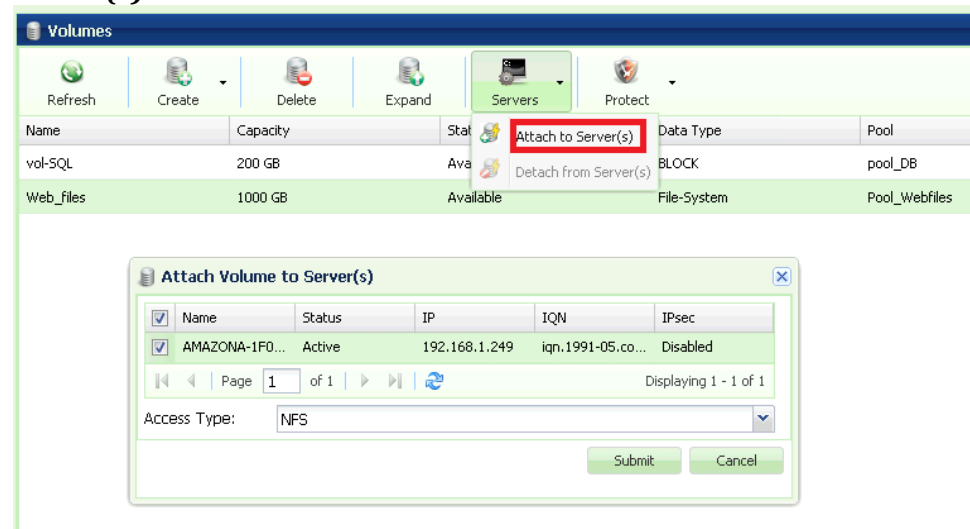 Volumes
Refresh Create Delete Expand Servers Protect
Name Capacity Stat Data Type Pool
Attach to Server(s)
vol-SQL 200 GB Ava BLOCK pool_DB
Detach from Server(s)
Web_files 1000 GB Available File-System Pool_Webfiles
Attach Volume to Server(s)
Name Status IP IQN IPsec
AMAZONA-1F0... Active 192.168.1.249 iqn.1991-05.co... Disabled
Page 1 of 1 Displaying 1 - 1 of 1
Access Type: NFS
Submit Cancel